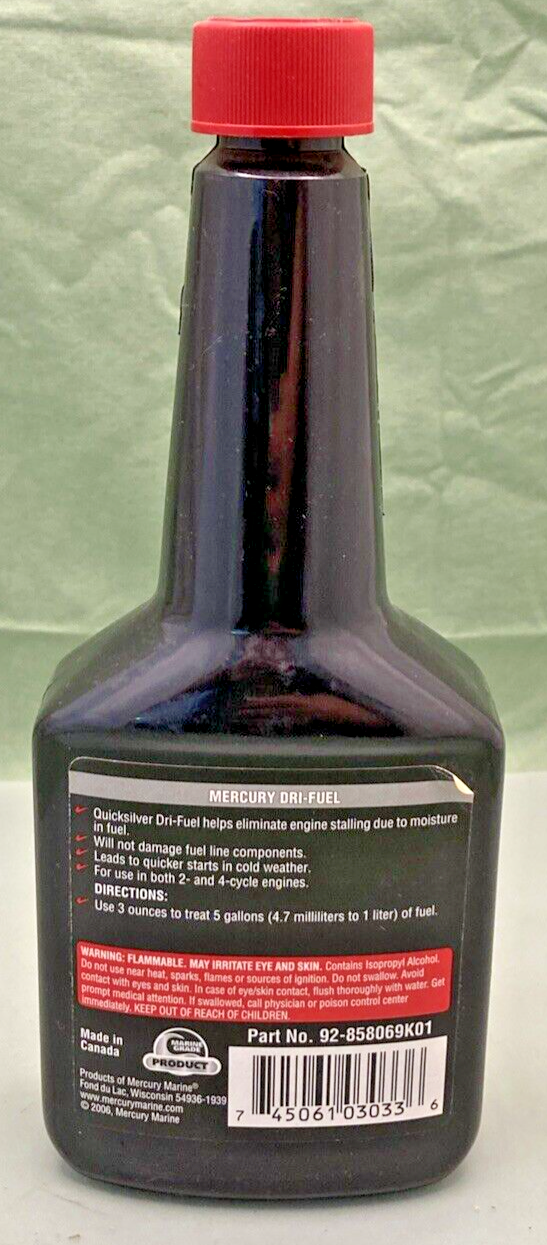 MERCURY DRI-FUEL
Quicksilver Dri-Fuel helps eliminate engine stalling due to moisture
in fuel.
Will not damage fuel line components.
Leads to quicker starts in cold weather.
For use in both 2- and 4-cycle engines.
DIRECTIONS:
Use 3 ounces to treat 5 gallons (4.7 milliliters to 1 liter) of fuel.
WARNING: FLAMMABLE. MAY IRRITATE EYE AND SKIN. Contains Isopropyl Alcohol.
Do not use near heat, sparks, flames or sources of ignition. Do not swallow. Avoid
contact with eyes and skin. In case of eye/skin contact, flush thoroughly with water. Get
prompt medical attention. If swallowed, call physician or poison control center
immediately. KEEP OUT OF REACH OF CHILDREN.
Made in
Canada
MARINE
GRADE
PRODUCT
Part No. 92-858069K01
Products of Mercury Marine®
Fond du Lac, Wisconsin 54936-1939
www.mercurymarine.com
© 2006, Mercury Marine
7 45061 03033 6